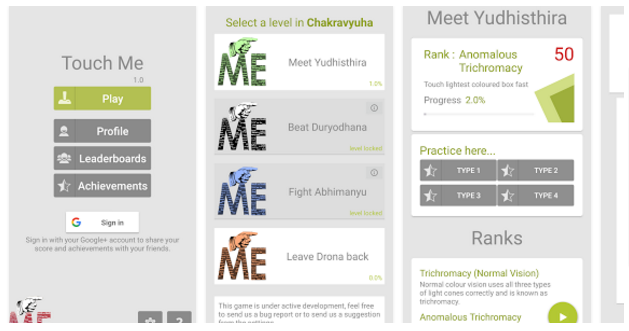 Touch Me
1.0
Play
Profile
Leaderboards
Achievements
Sign in
Sign in with your Google+ account to share your
score and achievements with your friends.
ME
Select a level in Chakravyuha
ME
Meet Yudhisthira
1.0%
ME
Beat Duryodhana
level locked
ME
Fight Abhimanyu
level locked
ME
Leave Drona back
0.0%
This game is under active development, feel free
to send us a bug report or to send us a suggestion
from the settings
Meet Yudhisthira
Rank : Anomalous
Trichromacy
50
Touch lightest coloured box fast
Progress 2.0%
Practice here...
TYPE 1
TYPE 2
TYPE 3
TYPE 4
Ranks
Trichromacy (Normal Vision)
Normal colour vision uses all three types
of light cones correctly and is known as
trichromacy.
Anomalous Trichromacy